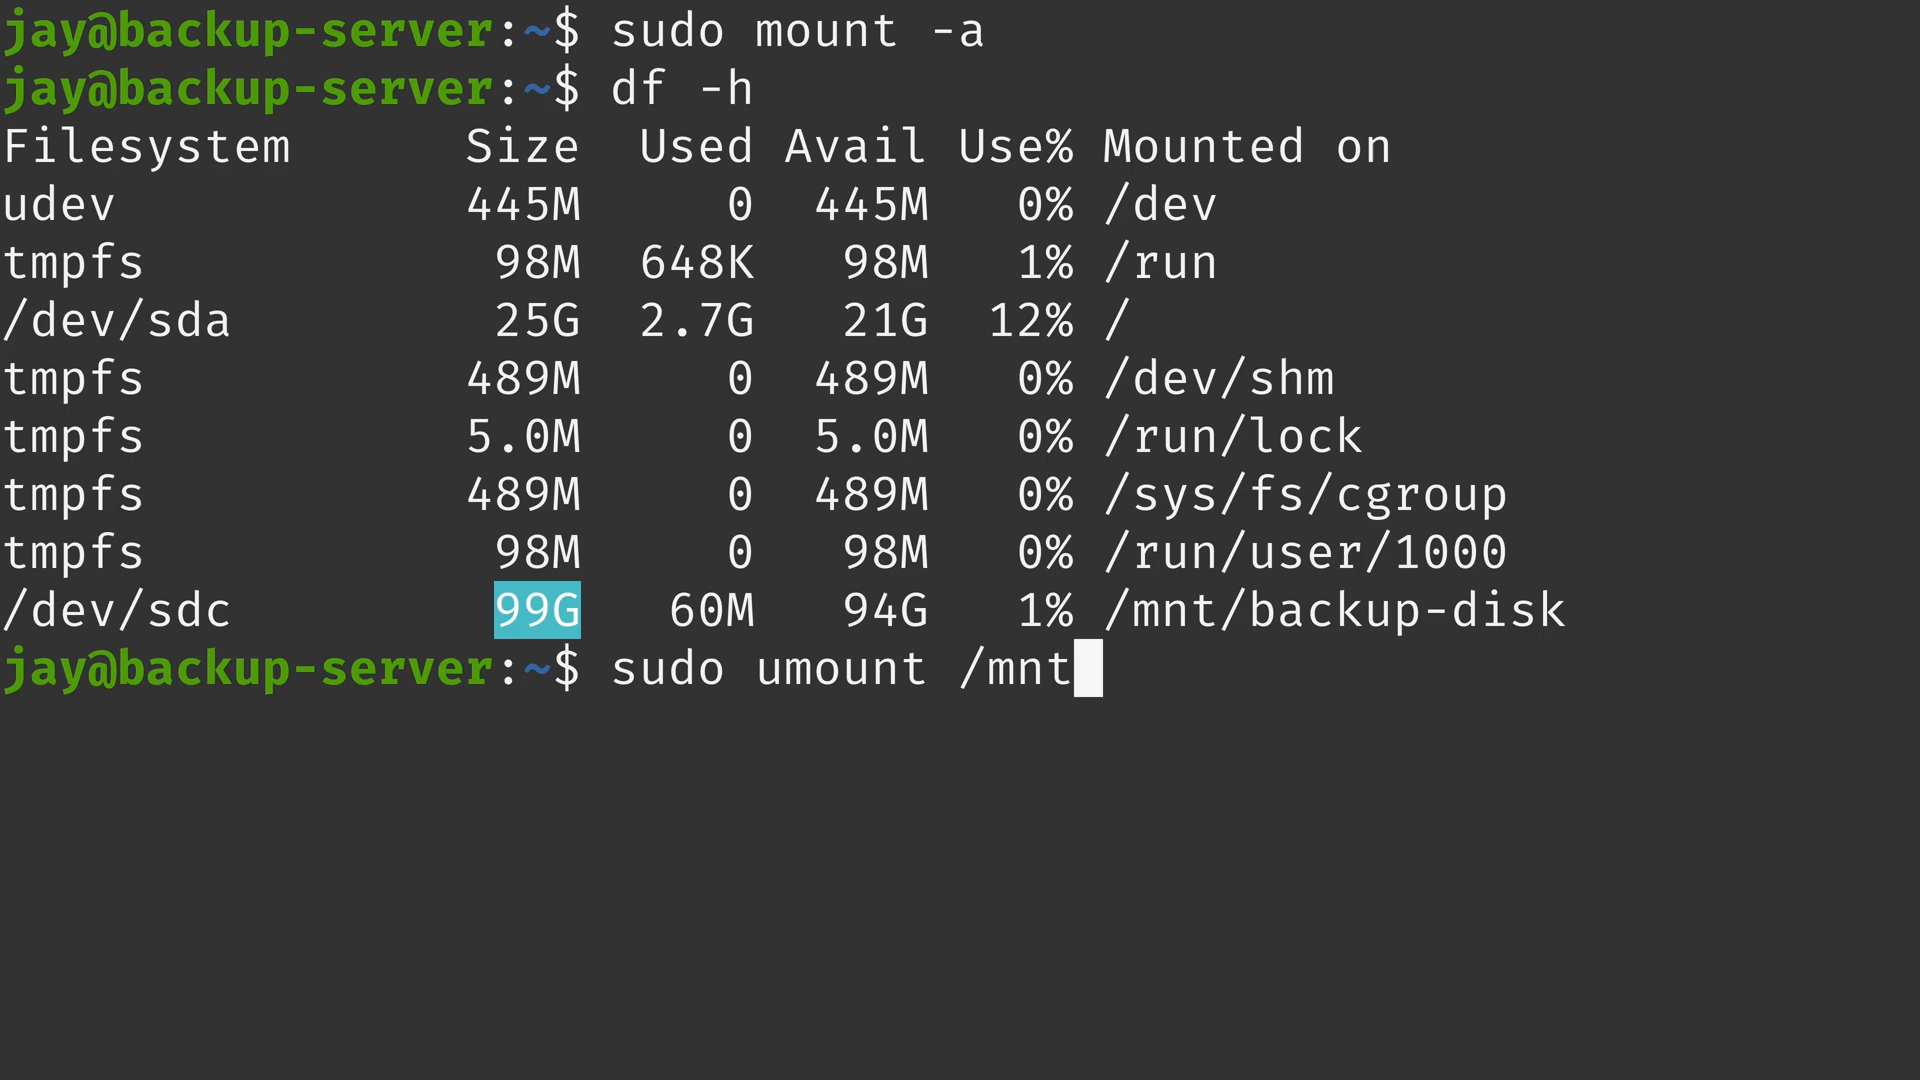 jay@backup-server:~$ sudo mount -a
jay@backup-server:~$ df -h
Filesystem      Size  Used Avail Use% Mounted on
udev            445M     0  445M   0% /dev
tmpfs            98M  648K   98M   1% /run
/dev/sda         25G  2.7G   21G  12% /
tmpfs           489M     0  489M   0% /dev/shm
tmpfs           5.0M     0  5.0M   0% /run/lock
tmpfs           489M     0  489M   0% /sys/fs/cgroup
tmpfs            98M     0   98M   0% /run/user/1000
/dev/sdc         99G   60M   94G   1% /mnt/backup-disk
jay@backup-server:~$ sudo umount /mnt